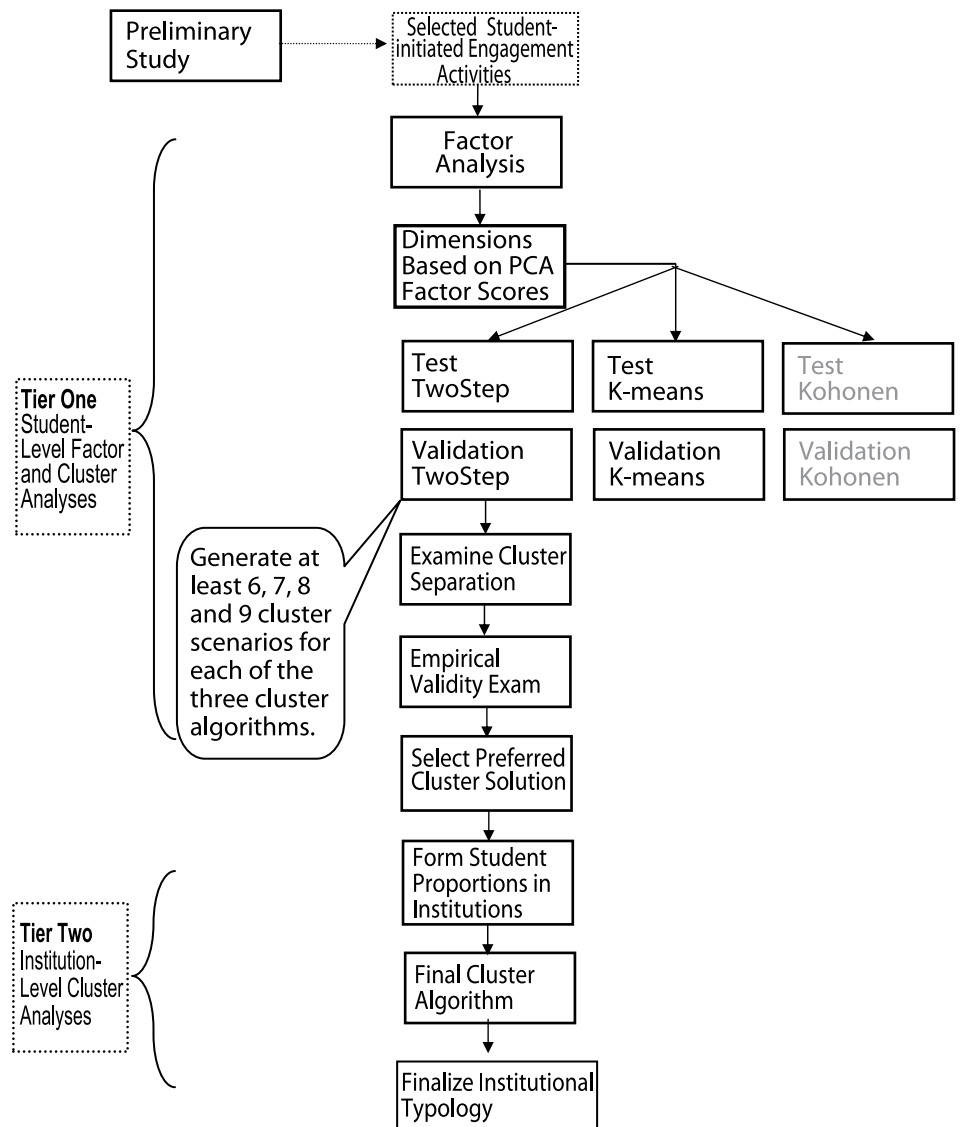 Preliminary
Study
Selected Student-
initiated Engagement
Activities
Factor
Analysis
Dimensions
Based on PCA
Factor Scores
Test
TwoStep
Test
K-means
Test
Kohonen
Validation
TwoStep
Validation
K-means
Validation
Kohonen
Tier One
Student-
Level Factor
and Cluster
Analyses
Generate at
least 6, 7, 8
and 9 cluster
scenarios for
each of the
three cluster
algorithms.
Examine Cluster
Separation
Empirical
Validity Exam
Select Preferred
Cluster Solution
Form Student
Proportions in
Institutions
Tier Two
Institution-
Level Cluster
Analyses
Final Cluster
Algorithm
Finalize Institutional
Typology